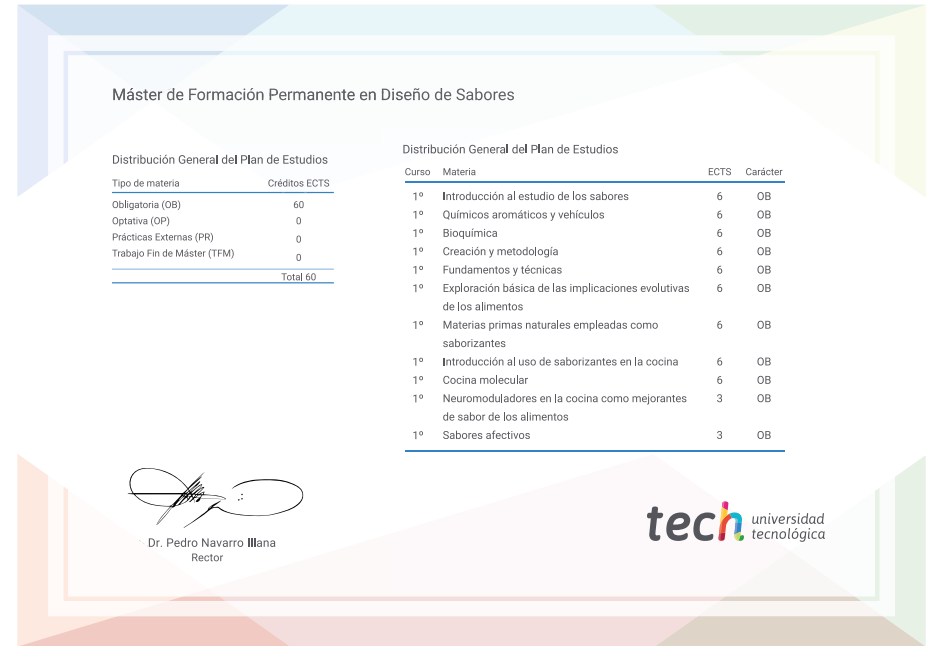 Máster de Formación Permanente en Diseño de Sabores
Distribución General del Plan de Estudios
Tipo de materia Créditos ECTS
Obligatoria (OB) 60
Optativa (OP) 0
Prácticas Externas (PR) 0
Trabajo Fin de Máster (TFM) 0
Total 60
Distribución General del Plan de Estudios
Curso Materia ECTS Carácter
1º Introducción al estudio de los sabores 6 OB
1º Químicos aromáticos y vehículos 6 OB
1º Bioquímica 6 OB
1º Creación y metodología 6 OB
1º Fundamentos y técnicas 6 OB
1º Exploración básica de las implicaciones evolutivas 6 OB
de los alimentos
1º Materias primas naturales empleadas como 6 OB
saborizantes
1º Introducción al uso de saborizantes en la cocina 6 OB
1º Cocina molecular 6 OB
1º Neuromoduladores en la cocina como mejorantes 3 OB
de sabor de los alimentos
1º Sabores afectivos 3 OB
Dr. Pedro Navarro Illana
Rector
tech universidad
tecnológica